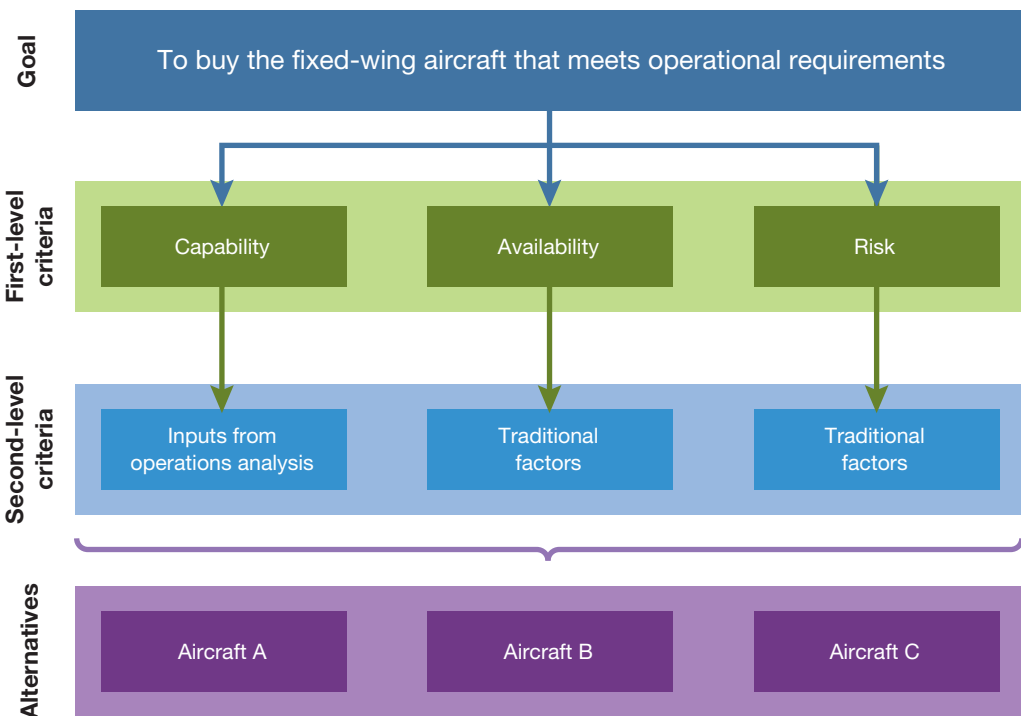 Goal
To buy the fixed-wing aircraft that meets operational requirements
First-level
criteria
Capability
Availability
Risk
Second-level
criteria
Inputs from
operations analysis
Traditional
factors
Traditional
factors
Alternatives
Aircraft A
Aircraft B
Aircraft C